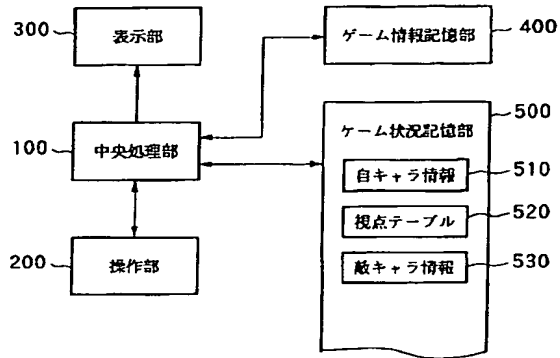 300
表示部
400
ゲーム情報記憶部
100
中央処理部
500
ゲーム状況記憶部
510
自キャラ情報
520
視点テーブル
530
敵キャラ情報
200
操作部